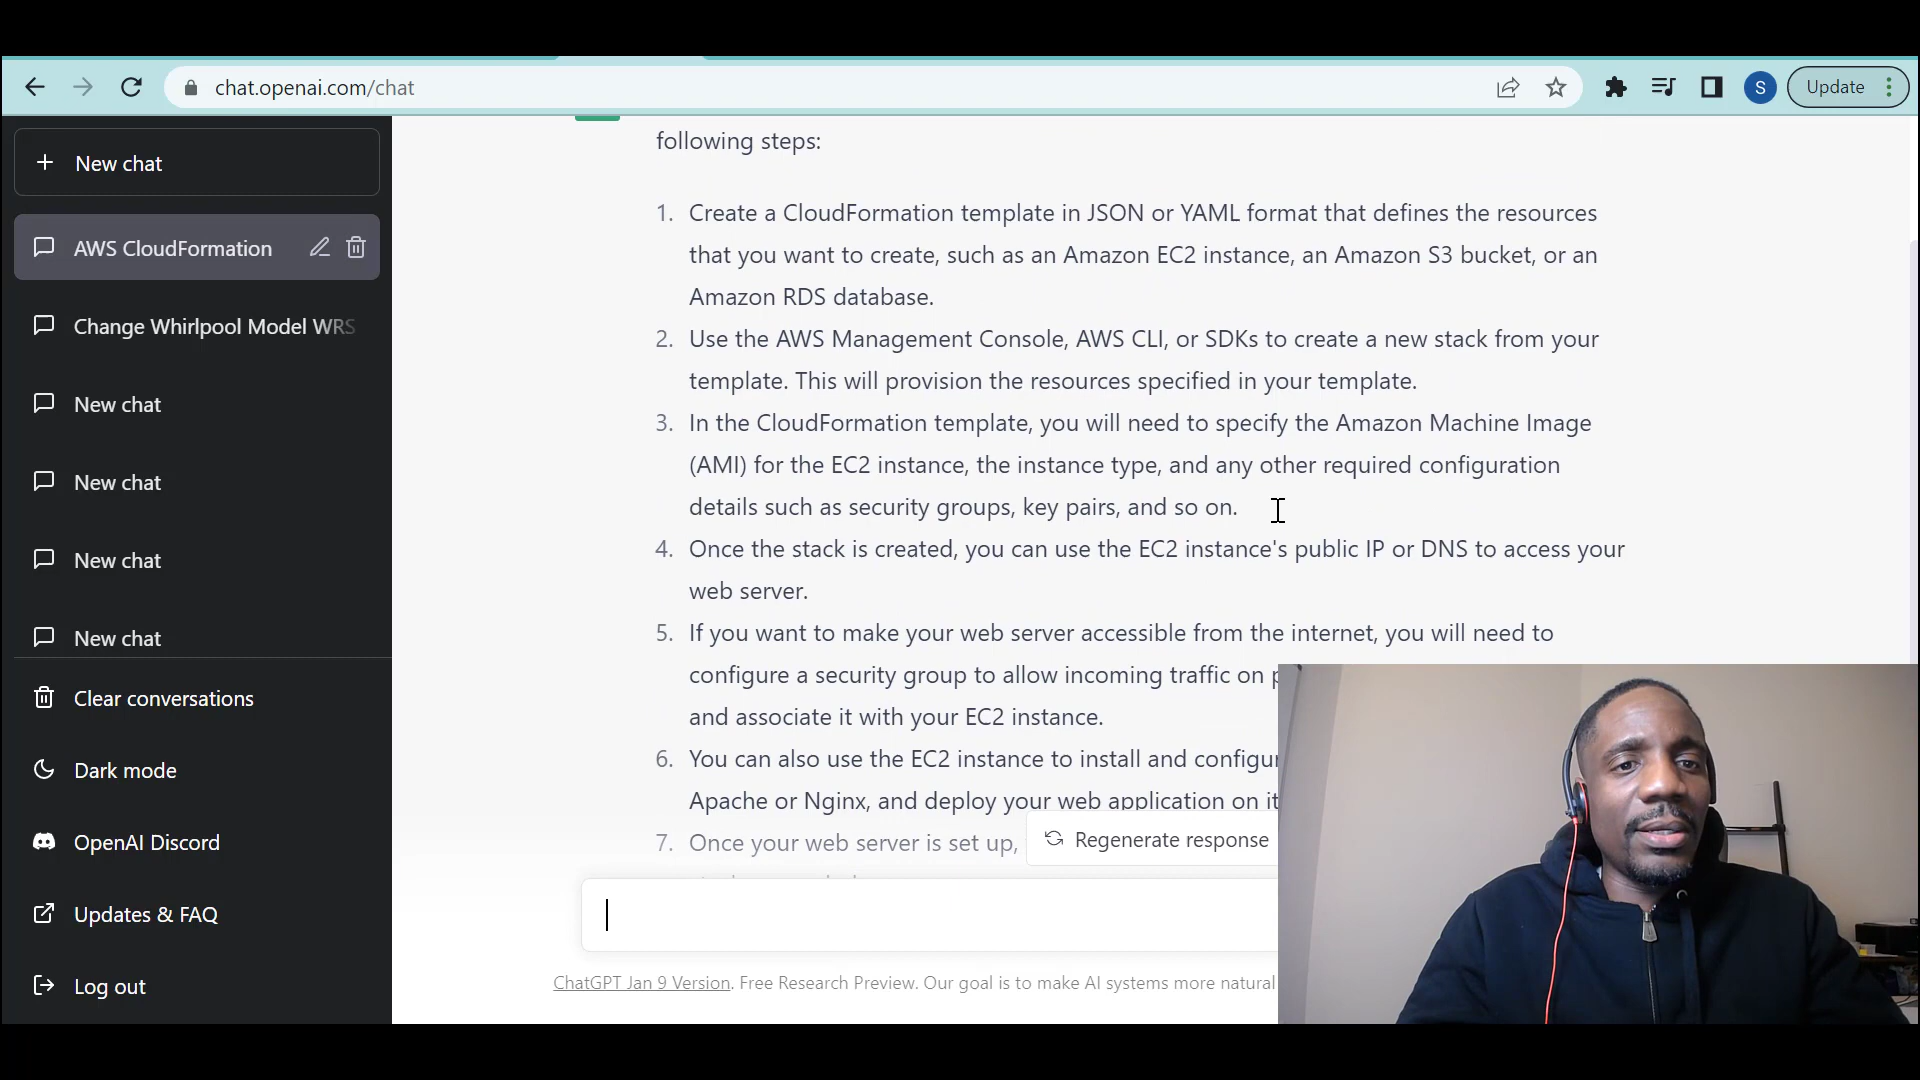 chat.openai.com/chat
S
Update
New chat
AWS CloudFormation
Change Whirlpool Model WRS
New chat
New chat
New chat
New chat
Clear conversations
Dark mode
OpenAI Discord
Updates & FAQ
Log out
following steps:
1. Create a CloudFormation template in JSON or YAML format that defines the resources
that you want to create, such as an Amazon EC2 instance, an Amazon S3 bucket, or an
Amazon RDS database.
2. Use the AWS Management Console, AWS CLI, or SDKs to create a new stack from your
template. This will provision the resources specified in your template.
3. In the CloudFormation template, you will need to specify the Amazon Machine Image
(AMI) for the EC2 instance, the instance type, and any other required configuration
details such as security groups, key pairs, and so on.
4. Once the stack is created, you can use the EC2 instance's public IP or DNS to access your
web server.
5. If you want to make your web server accessible from the internet, you will need to
configure a security group to allow incoming traffic on
and associate it with your EC2 instance.
6. You can also use the EC2 instance to install and configur
Apache or Nginx, and deploy your web application on it
7. Once your web server is set up,
Regenerate response
ChatGPT Jan 9 Version. Free Research Preview. Our goal is to make AI systems more natural